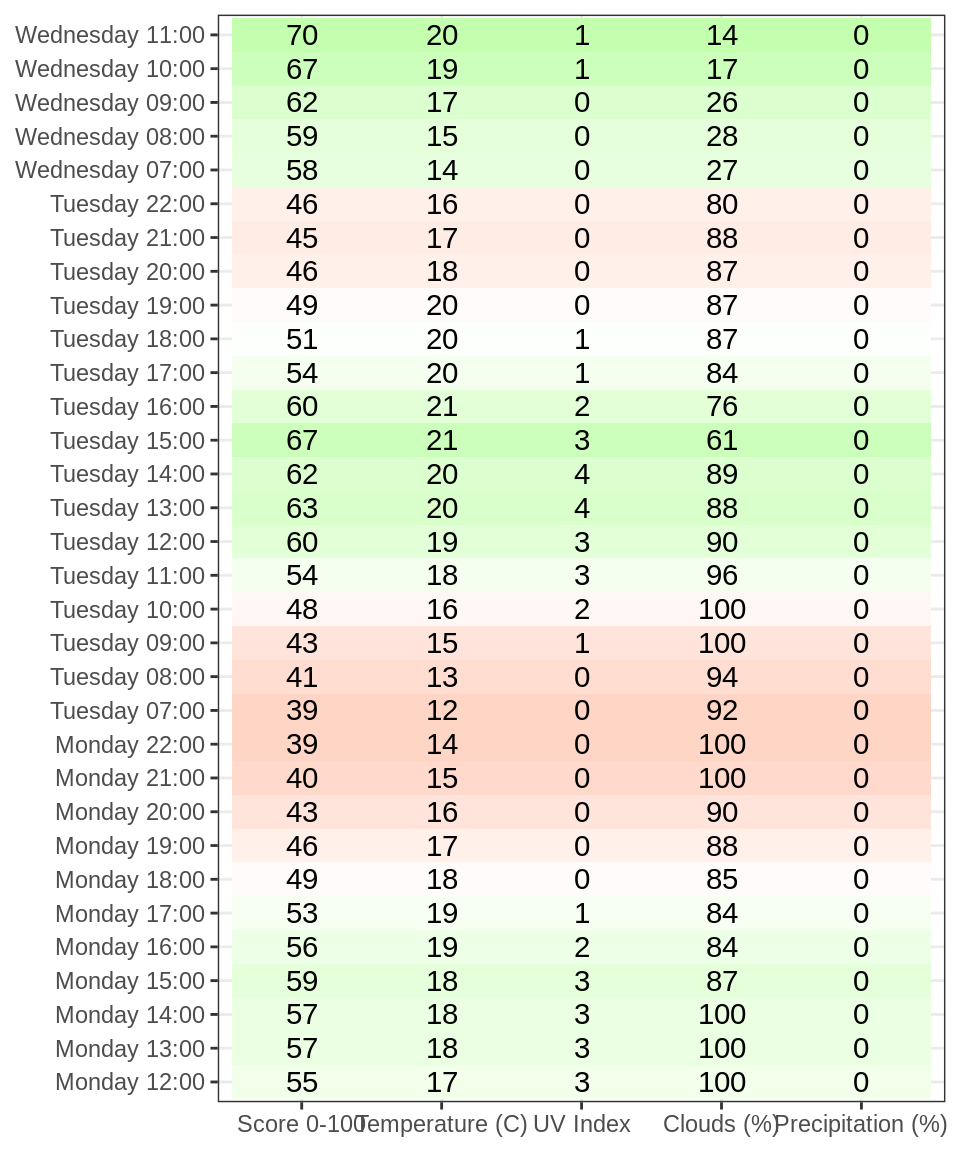 Wednesday 11:00 70 20 1 14 0
Wednesday 10:00 67 19 1 17 0
Wednesday 09:00 62 17 0 26 0
Wednesday 08:00 59 15 0 28 0
Wednesday 07:00 58 14 0 27 0
Tuesday 22:00 46 16 0 80 0
Tuesday 21:00 45 17 0 88 0
Tuesday 20:00 46 18 0 87 0
Tuesday 19:00 49 20 0 87 0
Tuesday 18:00 51 20 1 87 0
Tuesday 17:00 54 20 1 84 0
Tuesday 16:00 60 21 2 76 0
Tuesday 15:00 67 21 3 61 0
Tuesday 14:00 62 20 4 89 0
Tuesday 13:00 63 20 4 88 0
Tuesday 12:00 60 19 3 90 0
Tuesday 11:00 54 18 3 96 0
Tuesday 10:00 48 16 2 100 0
Tuesday 09:00 43 15 1 100 0
Tuesday 08:00 41 13 0 94 0
Tuesday 07:00 39 12 0 92 0
Monday 22:00 39 14 0 100 0
Monday 21:00 40 15 0 100 0
Monday 20:00 43 16 0 90 0
Monday 19:00 46 17 0 88 0
Monday 18:00 49 18 0 85 0
Monday 17:00 53 19 1 84 0
Monday 16:00 56 19 2 84 0
Monday 15:00 59 18 3 87 0
Monday 14:00 57 18 3 100 0
Monday 13:00 57 18 3 100 0
Monday 12:00 55 17 3 100 0
Score 0-100 Temperature (C) UV Index Clouds (%) Precipitation (%)